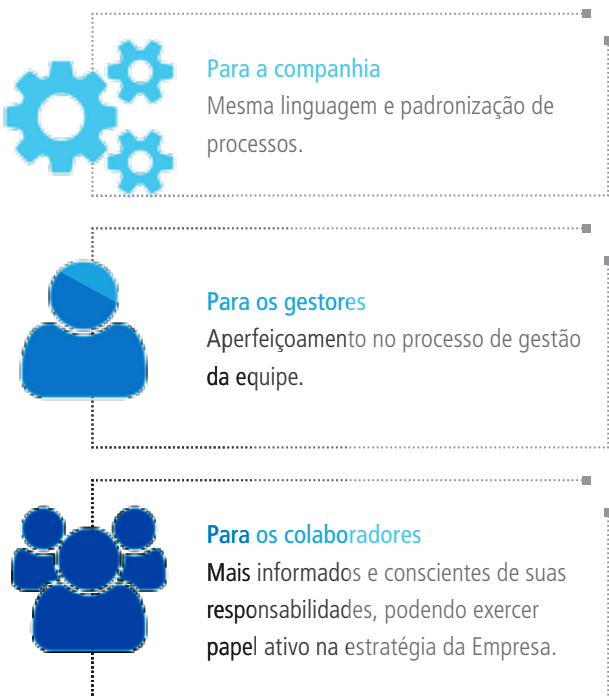 Para a companhia
Mesma linguagem e padronização de
processos.
Para os gestores
Aperfeiçoamento no processo de gestão
da equipe.
Para os colaboradores
Mais informados e conscientes de suas
responsabilidades, podendo exercer
papel ativo na estratégia da Empresa.